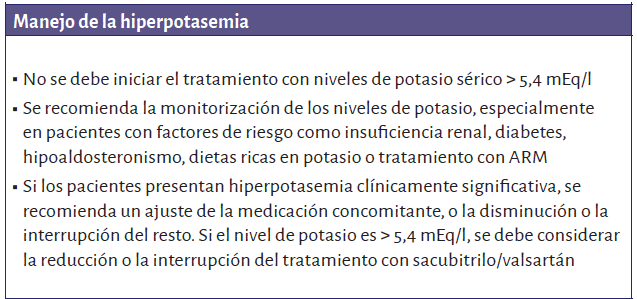 Manejo de la hiperpotasemia
▪ No se debe iniciar el tratamiento con niveles de potasio sérico > 5,4 mEq/l
▪ Se recomienda la monitorización de los niveles de potasio, especialmente
en pacientes con factores de riesgo como insuficiencia renal, diabetes,
hipoaldosteronismo, dietas ricas en potasio o tratamiento con ARM
▪ Si los pacientes presentan hiperpotasemia clínicamente significativa, se
recomienda un ajuste de la medicación concomitante, o la disminución o la
interrupción del resto. Si el nivel de potasio es > 5,4 mEq/l, se debe considerar
la reducción o la interrupción del tratamiento con sacubitrilo/valsartán